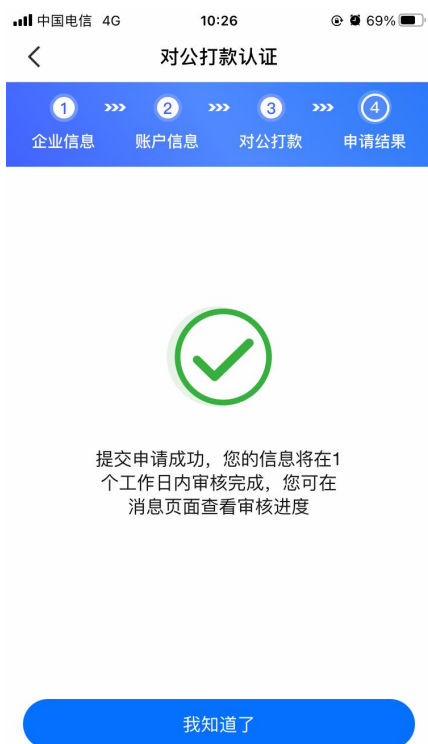 中国电信 4G 10:26 69%
对公打款认证
1 2 3 4
企业信息 账户信息 对公打款 申请结果
提交申请成功，您的信息将在1
个工作日内审核完成，您可在
消息页面查看审核进度
我知道了